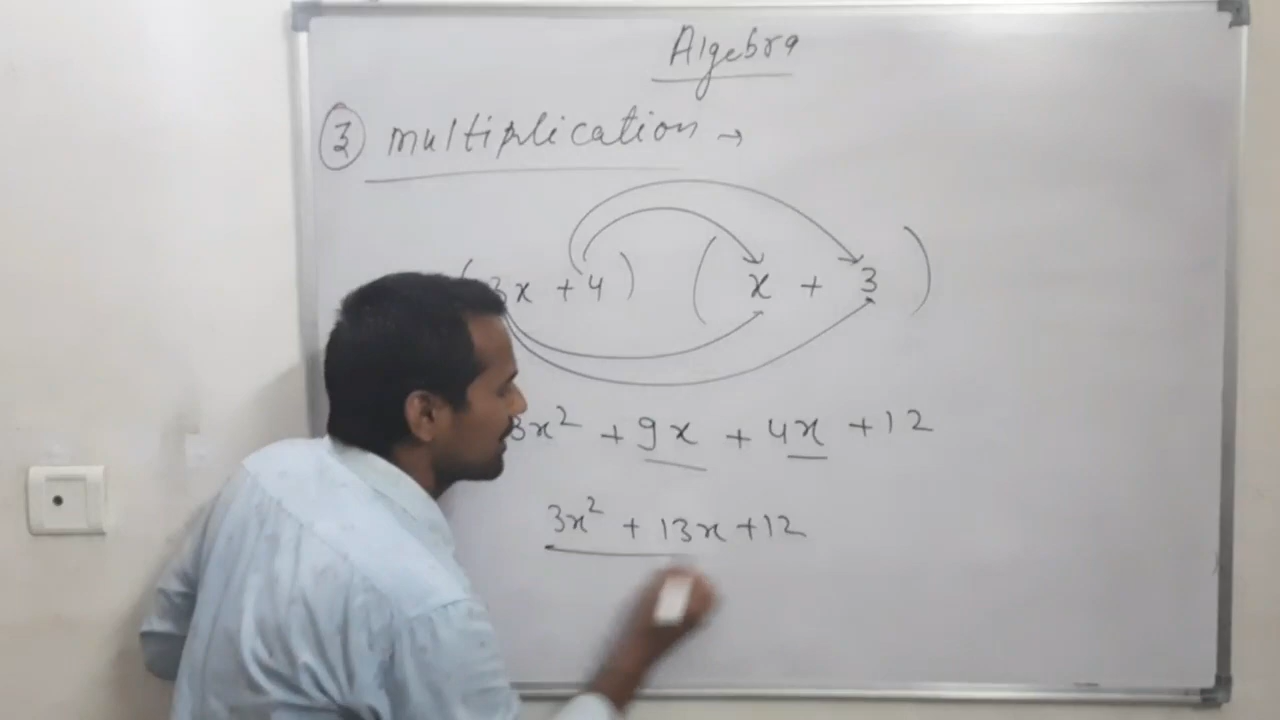 Algebra
③ multiplication →
(3x + 4) (x + 3)
3x² + 9x + 4x + 12
3x² + 13x + 12